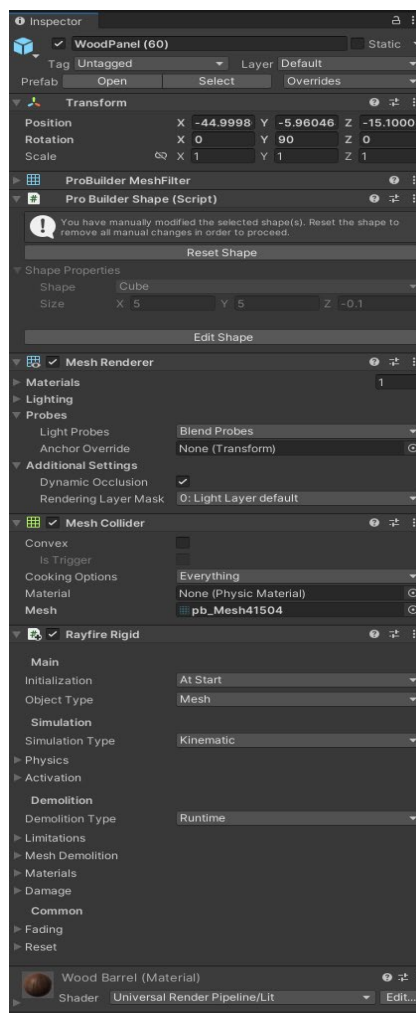 Inspector
WoodPanel (60) Static
Tag Untagged Layer Default
Prefab Open Select Overrides
Transform
Position X -44.9998 Y -5.96046 Z -15.1000
Rotation X 0 Y 90 Z 0
Scale X 1 Y 1 Z 1
ProBuilder MeshFilter
Pro Builder Shape (Script)
You have manually modified the selected shape(s). Reset the shape to
remove all manual changes in order to proceed.
Reset Shape
Shape Properties
Shape Cube
Size X 5 Y 5 Z -0.1
Edit Shape
Mesh Renderer
Materials 1
Lighting
Probes
Light Probes Blend Probes
Anchor Override None (Transform)
Additional Settings
Dynamic Occlusion
Rendering Layer Mask 0: Light Layer default
Mesh Collider
Convex
Is Trigger
Cooking Options Everything
Material None (Physic Material)
Mesh pb_Mesh41504
Rayfire Rigid
Main
Initialization At Start
Object Type Mesh
Simulation
Simulation Type Kinematic
Physics
Activation
Demolition
Demolition Type Runtime
Limitations
Mesh Demolition
Materials
Damage
Common
Fading
Reset
Wood Barrel (Material)
Shader Universal Render Pipeline/Lit Edit...